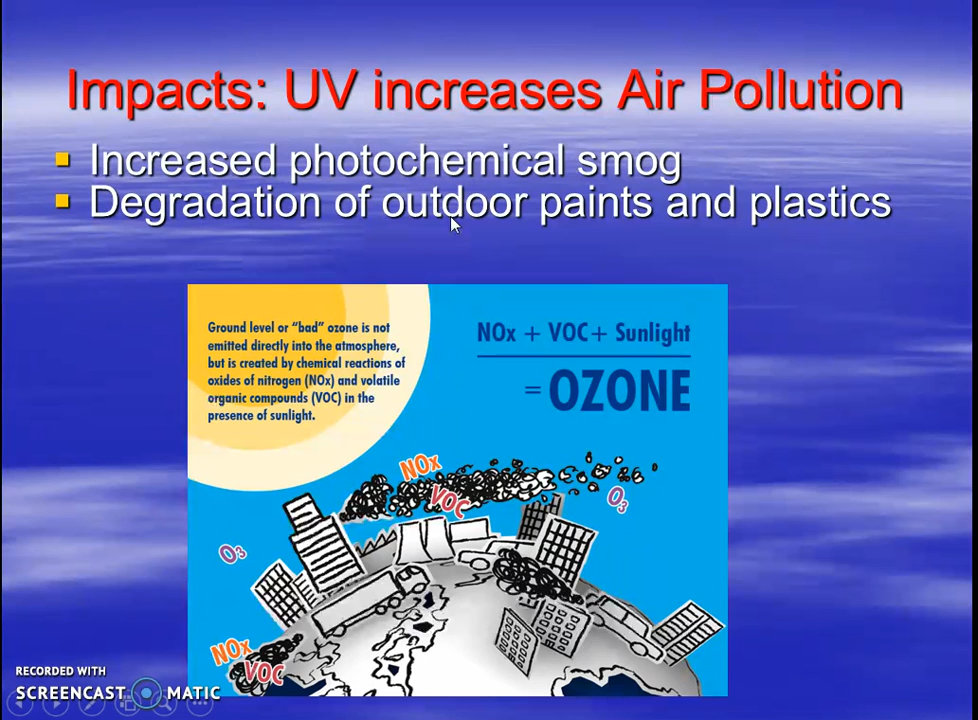 Impacts: UV increases Air Pollution
Increased photochemical smog
Degradation of outdoor paints and plastics
Ground level or “bad” ozone is not
emitted directly into the atmosphere,
but is created by chemical reactions of
oxides of nitrogen (NOx) and volatile
organic compounds (VOC) in the
presence of sunlight.
NOx + VOC+ Sunlight
= OZONE
NOx
VOC
O3
O3
NOx
VOC
RECORDED WITH
SCREENCAST MATIC